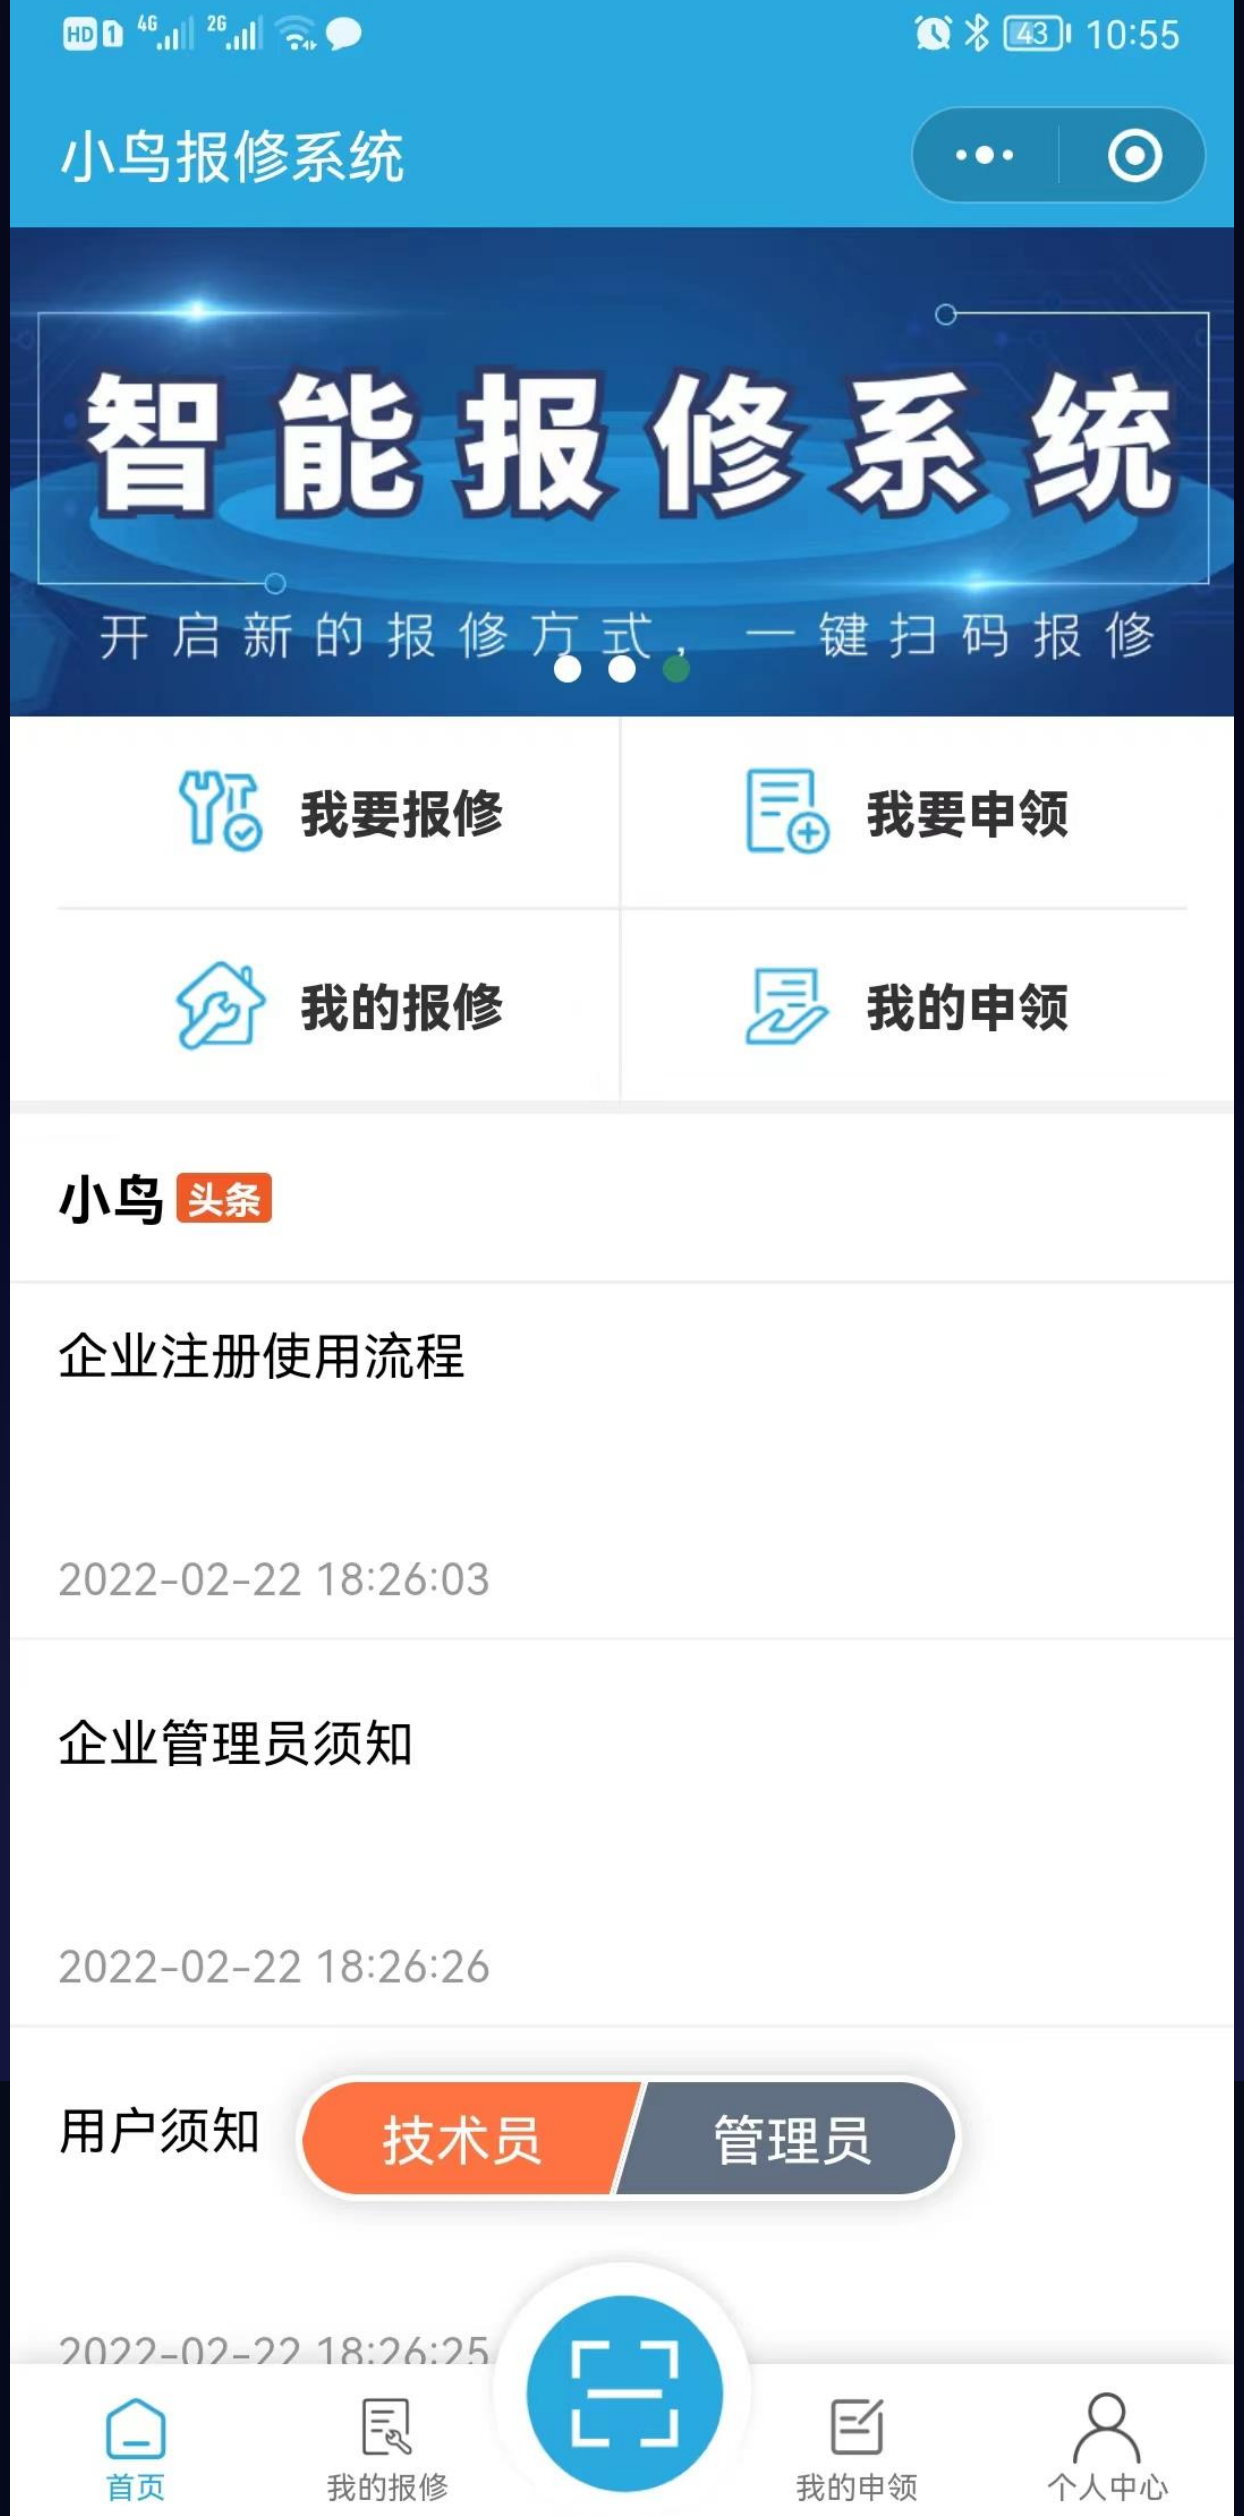 HD 1 4G 2G 43 10:55
小鸟报修系统
智能报修系统
开启新的报修方式，一键扫码报修
我要报修 我要申领
我的报修 我的申领
小鸟 头条
企业注册使用流程
2022-02-22 18:26:03
企业管理员须知
2022-02-22 18:26:26
用户须知 技术员 管理员
2022-02-22 18:26:25
首页 我的报修 我的申领 个人中心